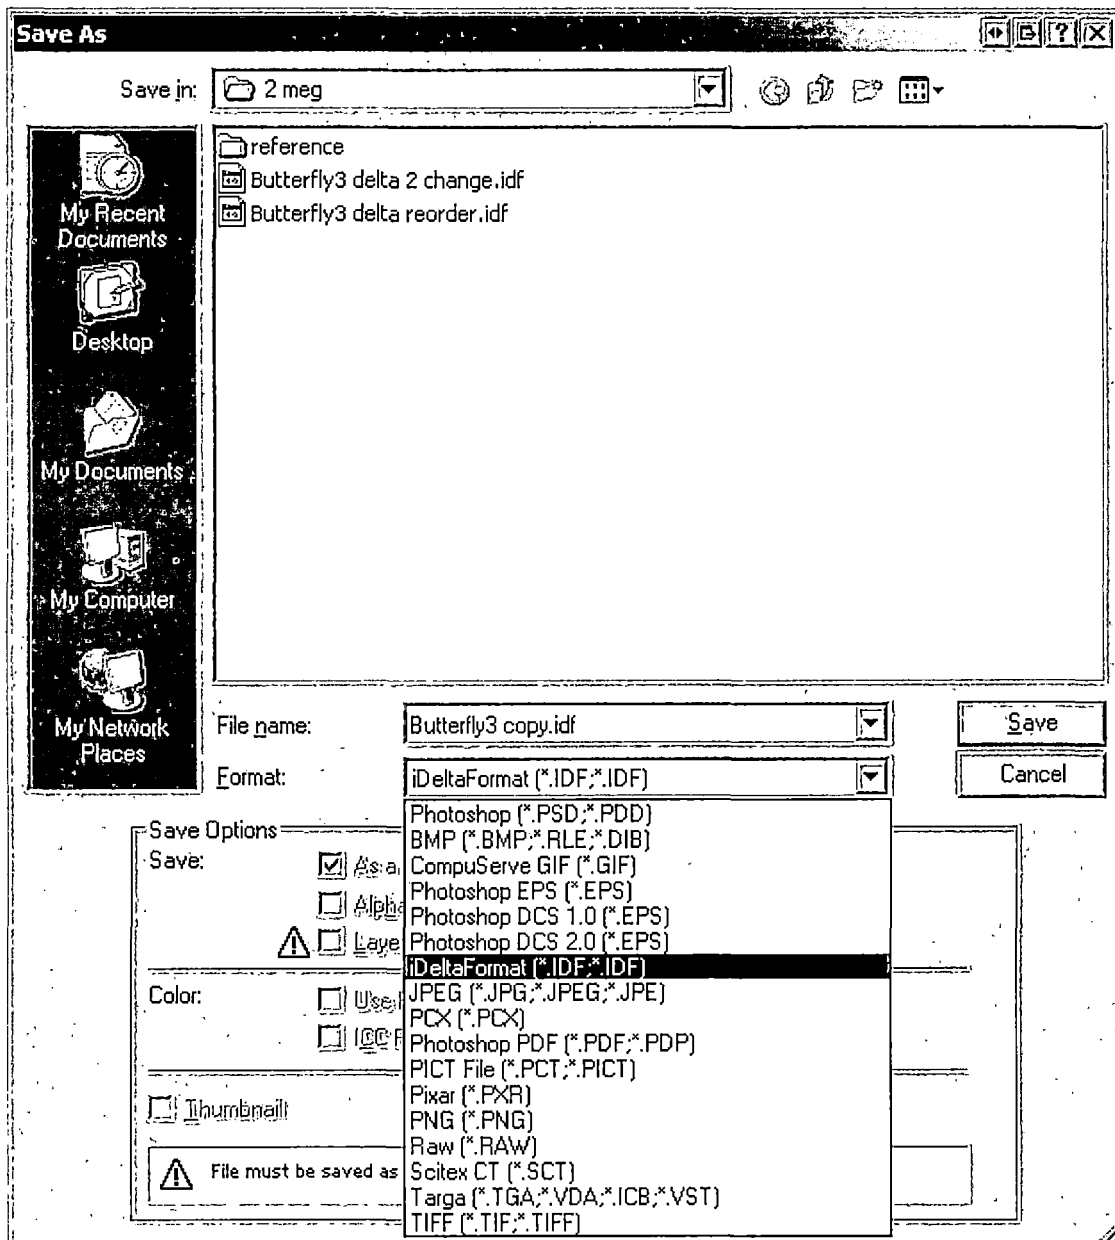 Save As
Save in: 2 meg
reference
Butterfly3 delta 2 change.idf
Butterfly3 delta reorder.idf
My Recent
Documents
Desktop
My Documents
My Computer
My Network
Places
File name: Butterfly3 copy.idf Save
Format: iDeltaFormat (*.IDF;*.IDF) Cancel
Photoshop (*.PSD;*.PDD)
BMP (*.BMP;*.RLE;*.DIB)
CompuServe GIF (*.GIF)
Photoshop EPS (*.EPS)
Photoshop DCS 1.0 (*.EPS)
Photoshop DCS 2.0 (*.EPS)
iDeltaFormat (*.IDF;*.IDF)
JPEG (*.JPG;*.JPEG;*.JPE)
PCX (*.PCX)
Photoshop PDF (*.PDF;*.PDP)
PICT File (*.PCT;*.PICT)
Pixar (*.PXR)
PNG (*.PNG)
Raw (*.RAW)
Scitex CT (*.SCT)
Targa (*.TGA;*.VDA;*.ICB;*.VST)
TIFF (*.TIF;*.TIFF)
Save Options
Save: As a
Alpha
Laye
Color: Use
ICC P
Thumbnail
File must be saved as